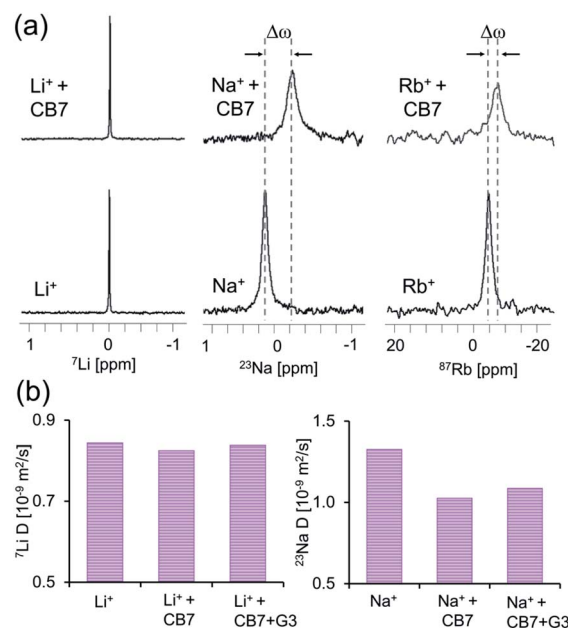 (a)
Δω
Δω
Li⁺ +
CB7
Na⁺ +
CB7
Rb⁺ +
CB7
Li⁺
Na⁺
Rb⁺
1 0 -1
⁷Li [ppm]
1 0 -1
²³Na [ppm]
22 0 -20
⁸⁷Rb [ppm]
(b)
⁷Li D [10⁻⁹ m²/s]
0.9
0.7
0.5
Li⁺
Li⁺ +
CB7
Li⁺ +
CB7+G3
²³Na D [10⁻⁹ m²/s]
1.5
1.0
0.5
Na⁺
Na⁺ +
CB7
Na⁺ +
CB7+G3